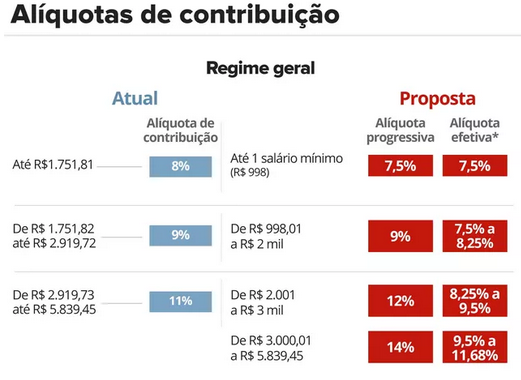 Alíquotas de contribuição
Regime geral
Atual
Proposta
Alíquota de
contribuição
Alíquota
progressiva
Alíquota
efetiva*
Até R$1.751,81
8%
Até 1 salário mínimo
(R$ 998)
7,5%
7,5%
De R$ 1.751,82
até R$ 2.919,72
9%
De R$ 998,01
a R$ 2 mil
9%
7,5% a
8,25%
De R$ 2.919,73
até R$ 5.839,45
11%
De R$ 2.001
a R$ 3 mil
12%
8,25% a
9,5%
De R$ 3.000,01
a R$ 5.839,45
14%
9,5% a
11,68%